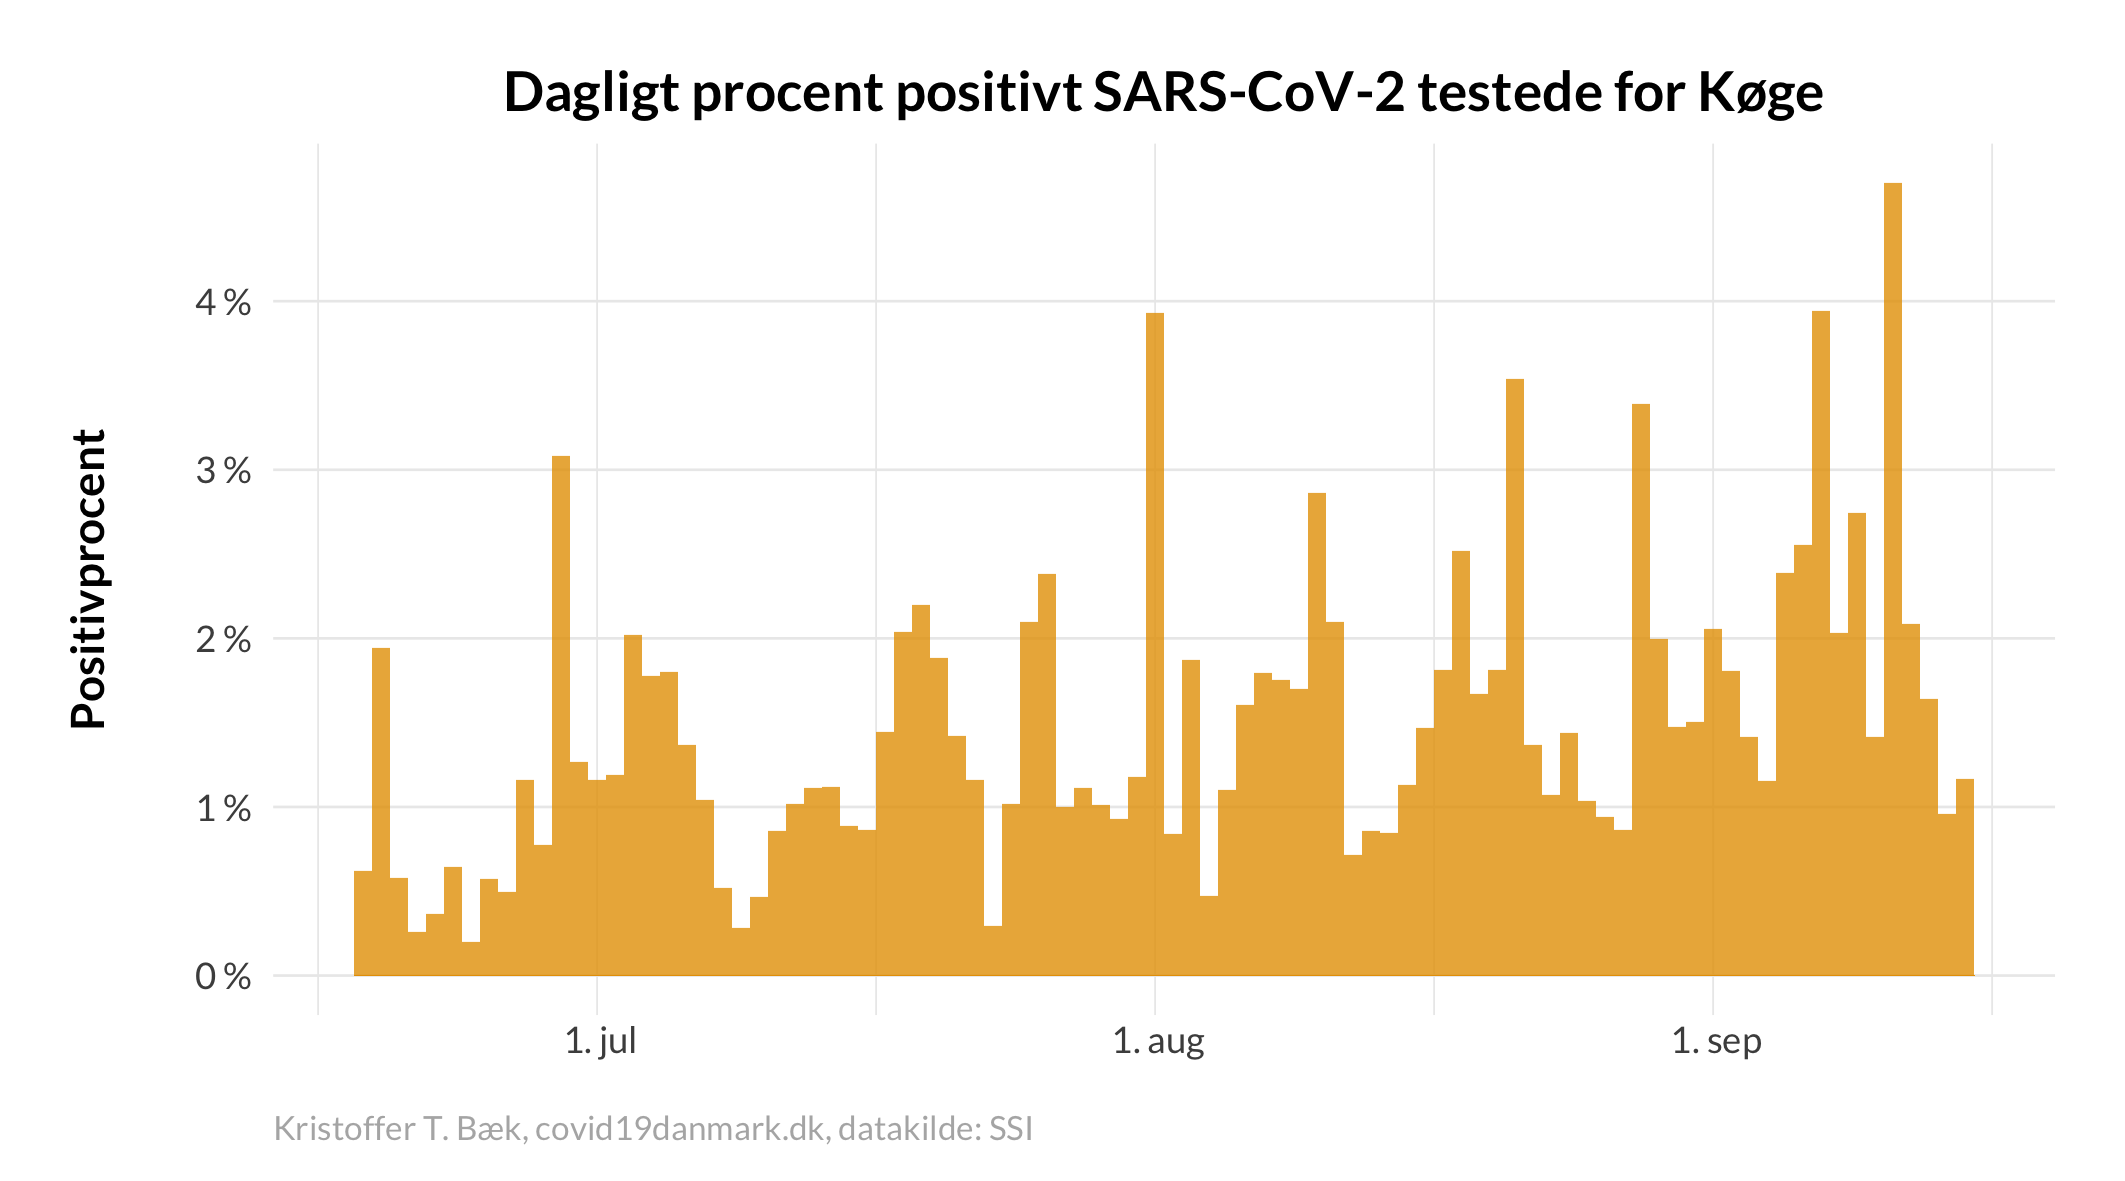 Dagligt procent positivt SARS-CoV-2 testede for Køge
Positivprocent
4 %
3 %
2 %
1 %
0 %
1. jul
1. aug
1. sep
Kristoffer T. Bæk, covid19danmark.dk, datakilde: SSI